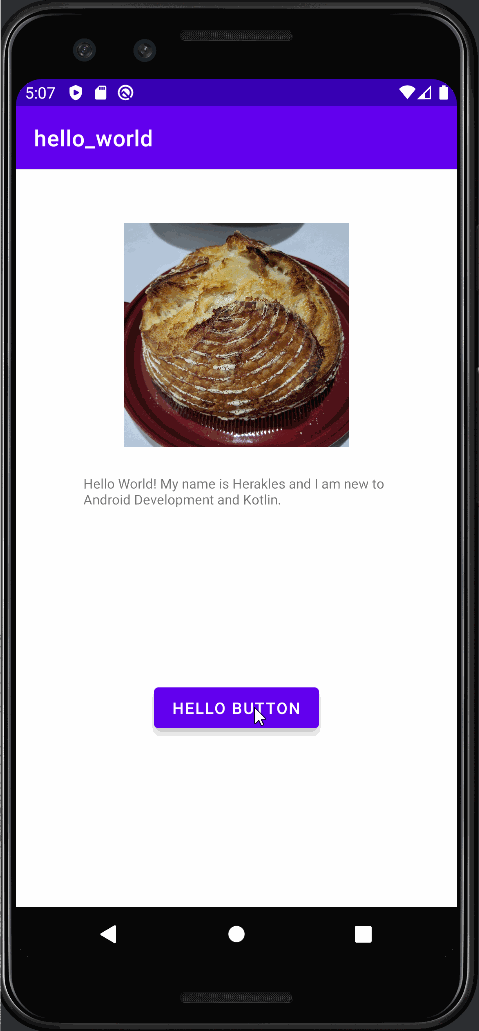 5:07
hello_world
Hello World! My name is Herakles and I am new to
Android Development and Kotlin.
HELLO BUTTON